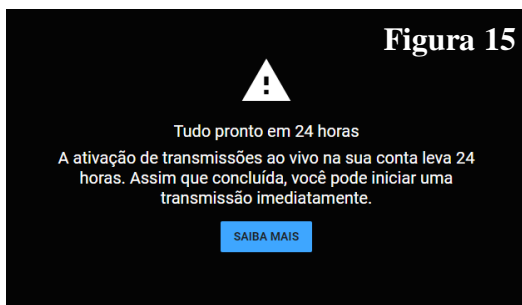 Figura 15
Tudo pronto em 24 horas
A ativação de transmissões ao vivo na sua conta leva 24
horas. Assim que concluída, você pode iniciar uma
transmissão imediatamente.
SAIBA MAIS